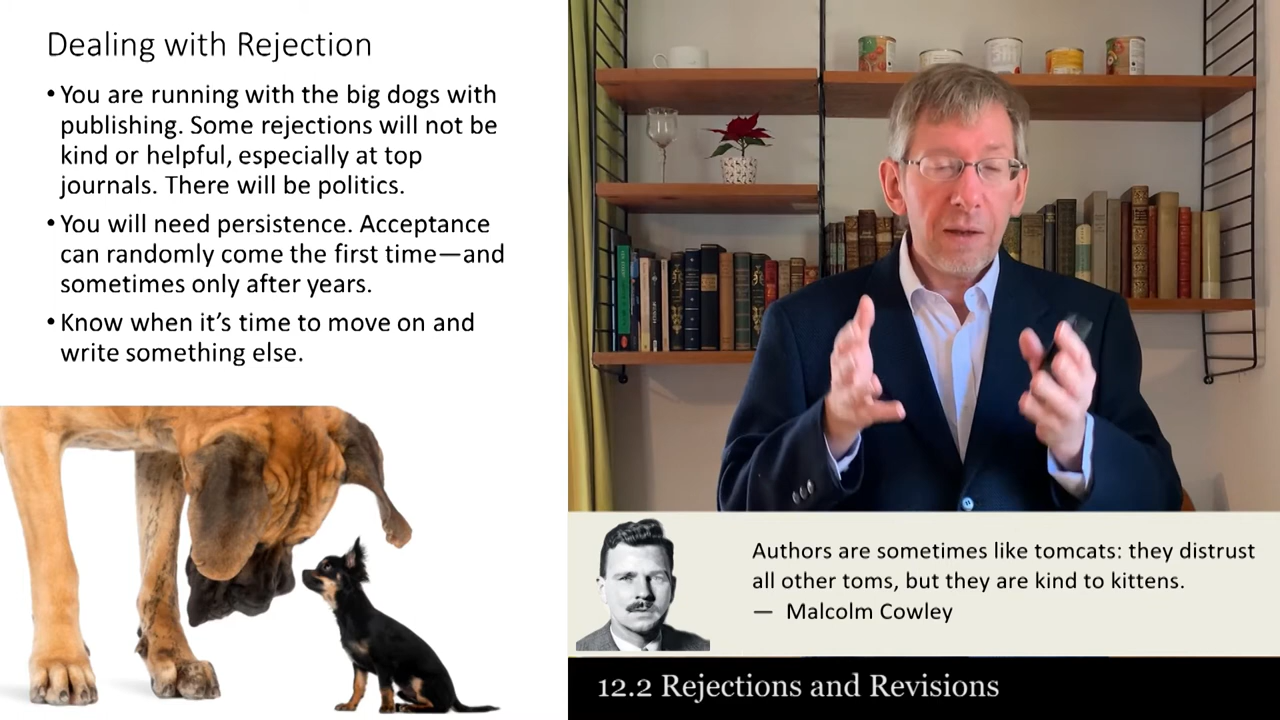 Dealing with Rejection
• You are running with the big dogs with
publishing. Some rejections will not be
kind or helpful, especially at top
journals. There will be politics.
• You will need persistence. Acceptance
can randomly come the first time—and
sometimes only after years.
• Know when it’s time to move on and
write something else.
Authors are sometimes like tomcats: they distrust
all other toms, but they are kind to kittens.
— Malcolm Cowley
12.2 Rejections and Revisions